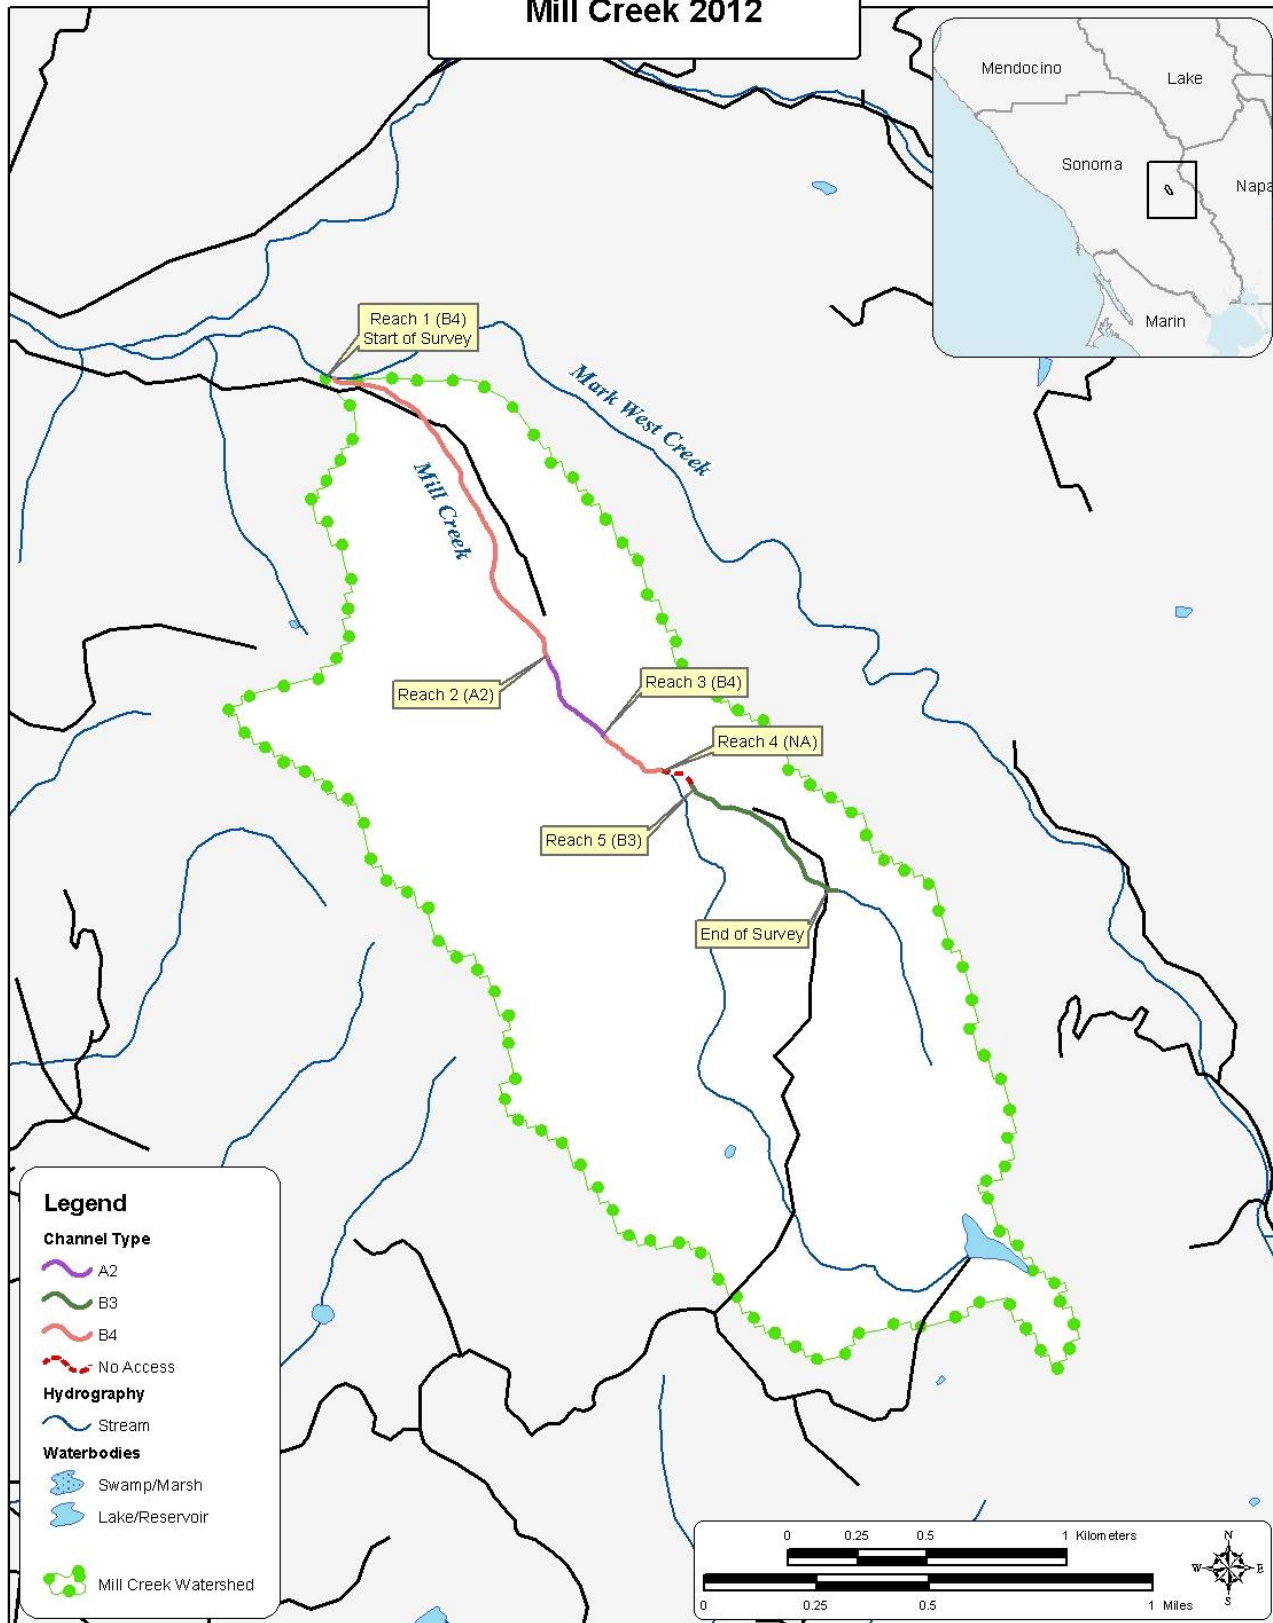 Mill Creek 2012
Mendocino
Lake
Sonoma
Napa
Marin
Reach 1 (B4)
Start of Survey
Mark West Creek
Mill Creek
Reach 2 (A2)
Reach 3 (B4)
Reach 4 (NA)
Reach 5 (B3)
End of Survey
Legend
Channel Type
A2
B3
B4
No Access
Hydrography
Stream
Waterbodies
Swamp/Marsh
Lake/Reservoir
Mill Creek Watershed
0 0.25 0.5 1 Kilometers
0 0.25 0.5 1 Miles
N
W E
S